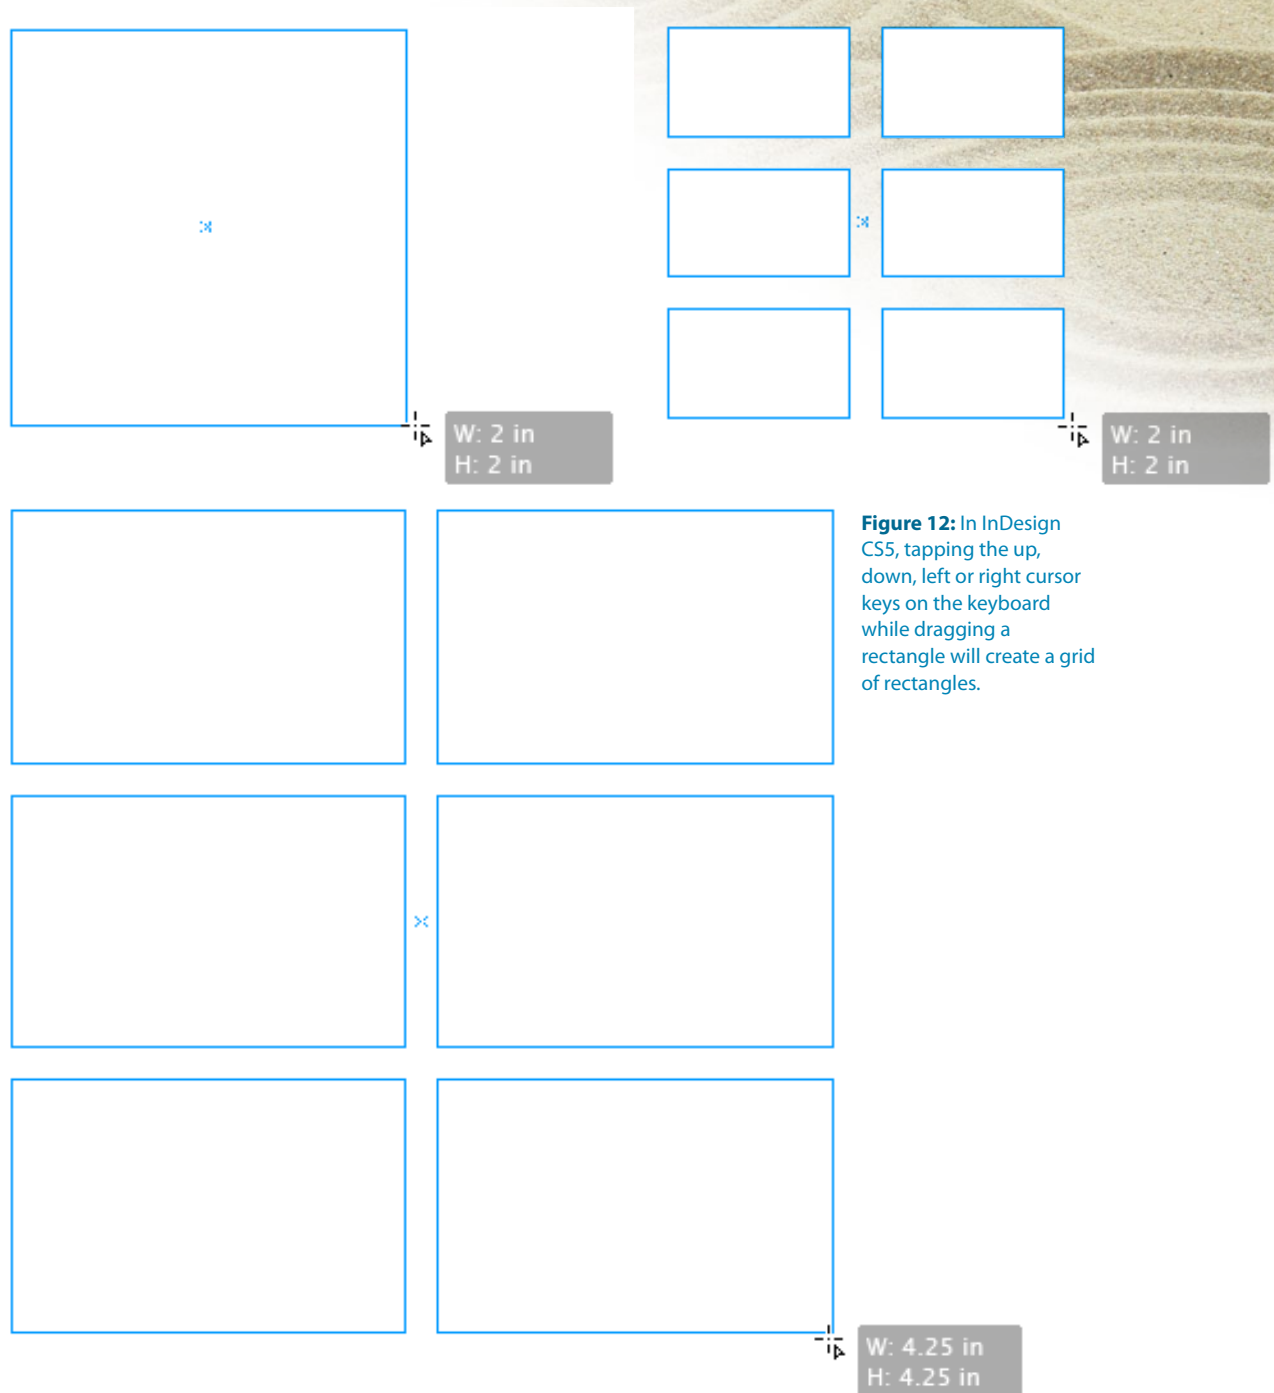 W: 2 in
H: 2 in
W: 2 in
H: 2 in
Figure 12: In InDesign
CS5, tapping the up,
down, left or right cursor
keys on the keyboard
while dragging a
rectangle will create a grid
of rectangles.
W: 4.25 in
H: 4.25 in